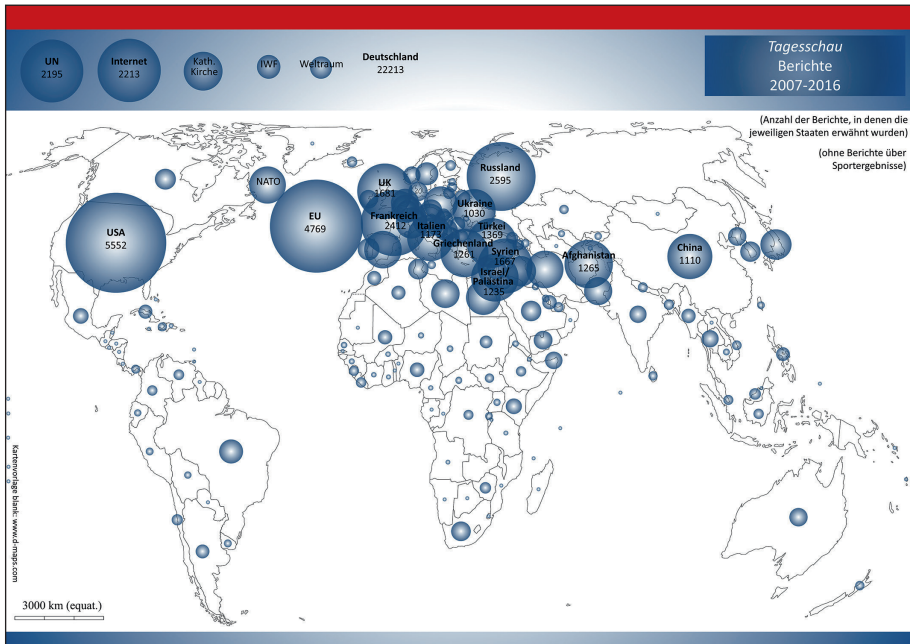 UN
2195
Internet
2213
Kath.
Kirche
IWF
Weltraum
Deutschland
22213
Tagesschau
Berichte
2007-2016
(Anzahl der Berichte, in denen die
jeweiligen Staaten erwähnt wurden)
(ohne Berichte über
Sportergebnisse)
NATO
UK
1681
Russland
2595
USA
5552
EU
4769
Frankreich
2412
Italien
1173
Ukraine
1030
Türkei
1369
Griechenland
1261
Syrien
1667
Israel/
Palästina
1235
Afghanistan
1265
China
1110
Kartenvorlage blank: www.d-maps.com
3000 km (equat.)